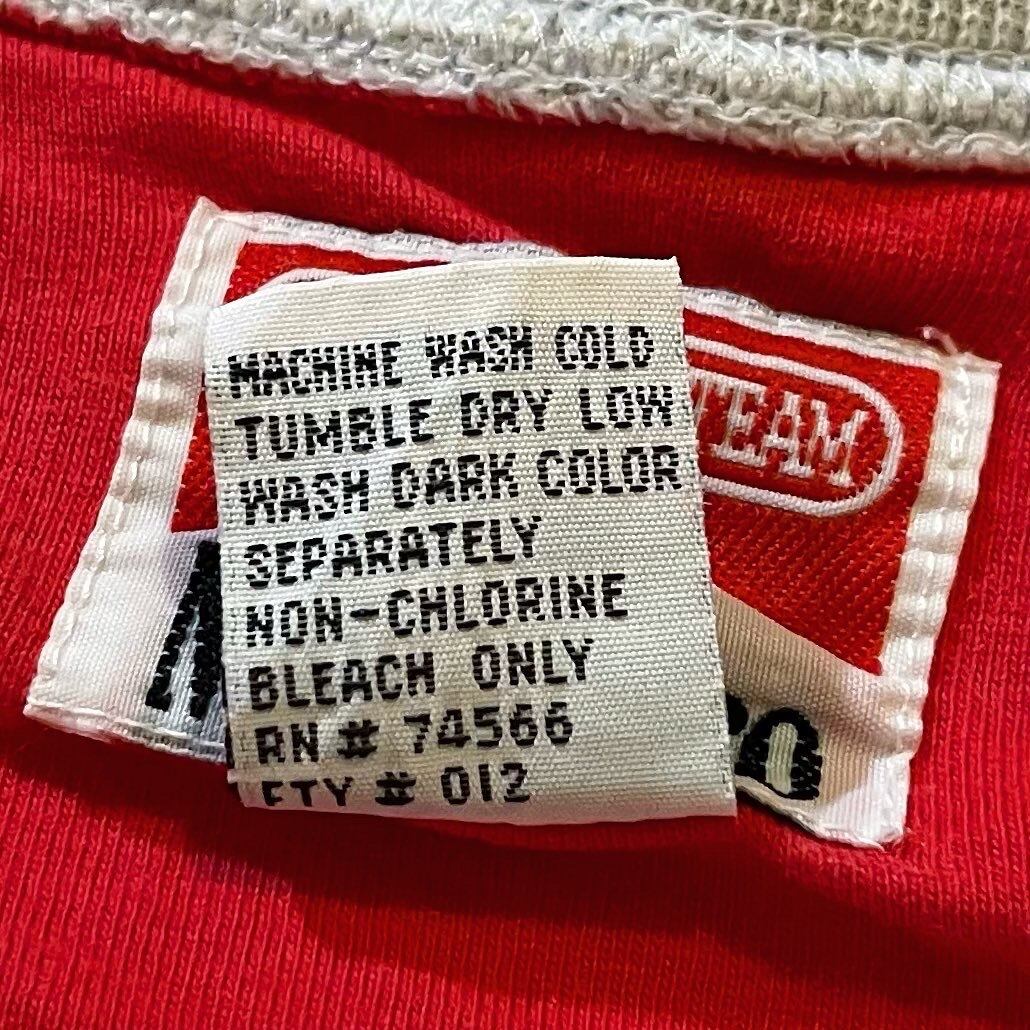 MACHINE WASH COLD
TUMBLE DRY LOW
WASH DARK COLOR
SEPARATELY
NON-CHLORINE
BLEACH ONLY
RN # 74566
FTY # 012
TEAM